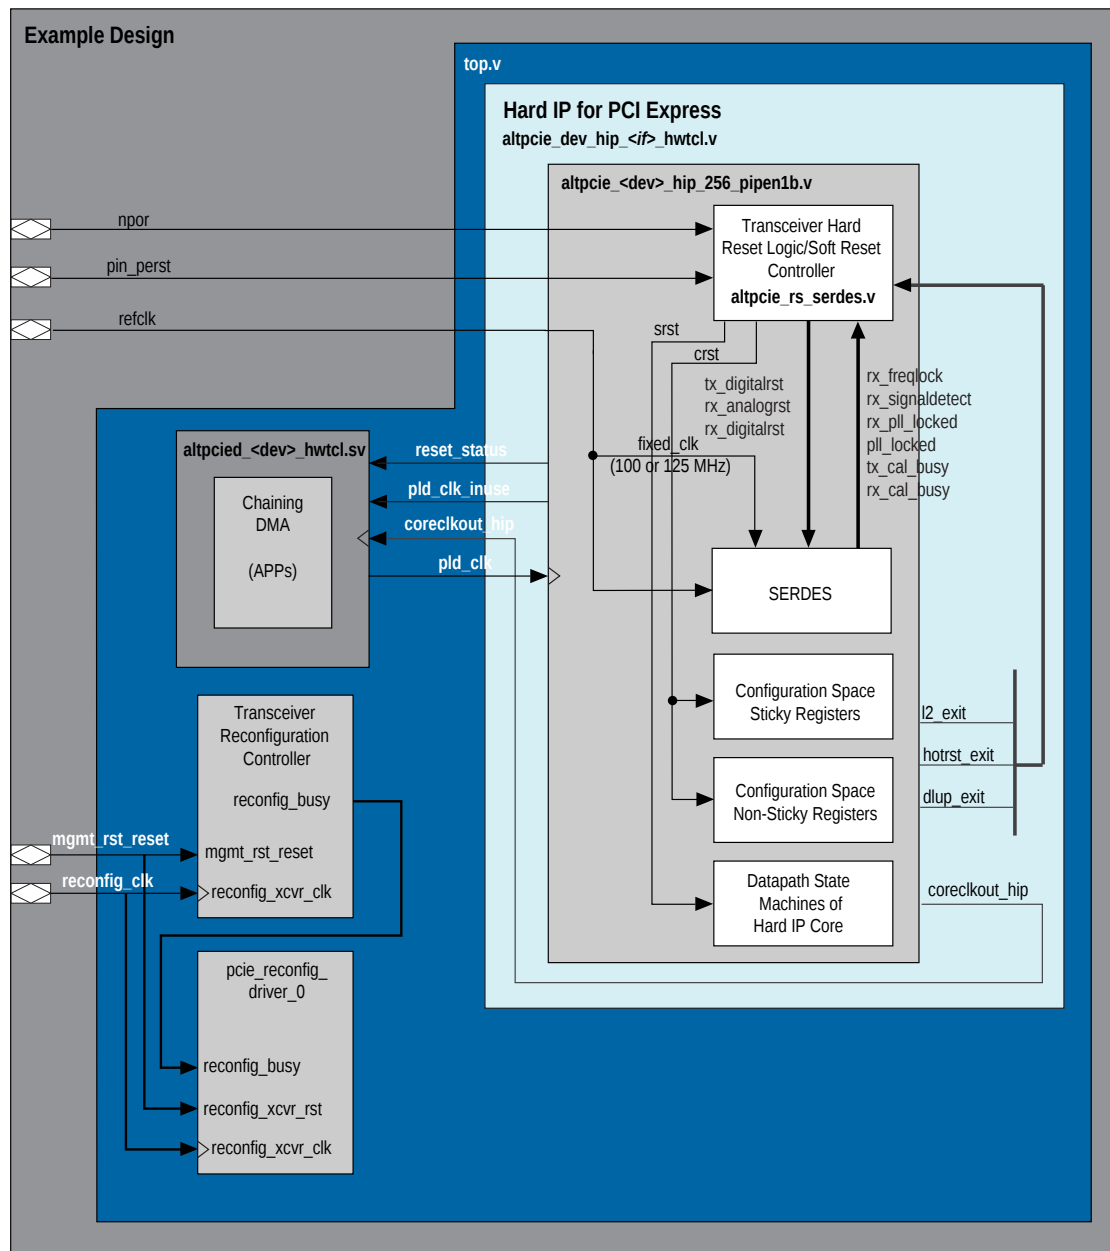 Example Design
top.v
Hard IP for PCI Express
altpcie_dev_hip_<if>_hwtcl.v
altpcie_<dev>_hip_256_pipen1b.v
npor
pin_perst
refclk
Transceiver Hard
Reset Logic/Soft Reset
Controller
altpcie_rs_serdes.v
srst
crst
tx_digitalrst
rx_analogrst
rx_digitalrst
rx_freqlock
rx_signaldetect
rx_pll_locked
pll_locked
tx_cal_busy
rx_cal_busy
fixed_clk
(100 or 125 MHz)
altpcied_<dev>_hwtcl.sv
Chaining
DMA
(APPs)
reset_status
pld_clk_inuse
coreclkout_hip
pld_clk
SERDES
Configuration Space
Sticky Registers
Configuration Space
Non-Sticky Registers
Datapath State
Machines of
Hard IP Core
l2_exit
hotrst_exit
dlup_exit
coreclkout_hip
Transceiver
Reconfiguration
Controller
reconfig_busy
mgmt_rst_reset
reconfig_xcvr_clk
mgmt_rst_reset
reconfig_clk
pcie_reconfig_
driver_0
reconfig_busy
reconfig_xcvr_rst
reconfig_xcvr_clk